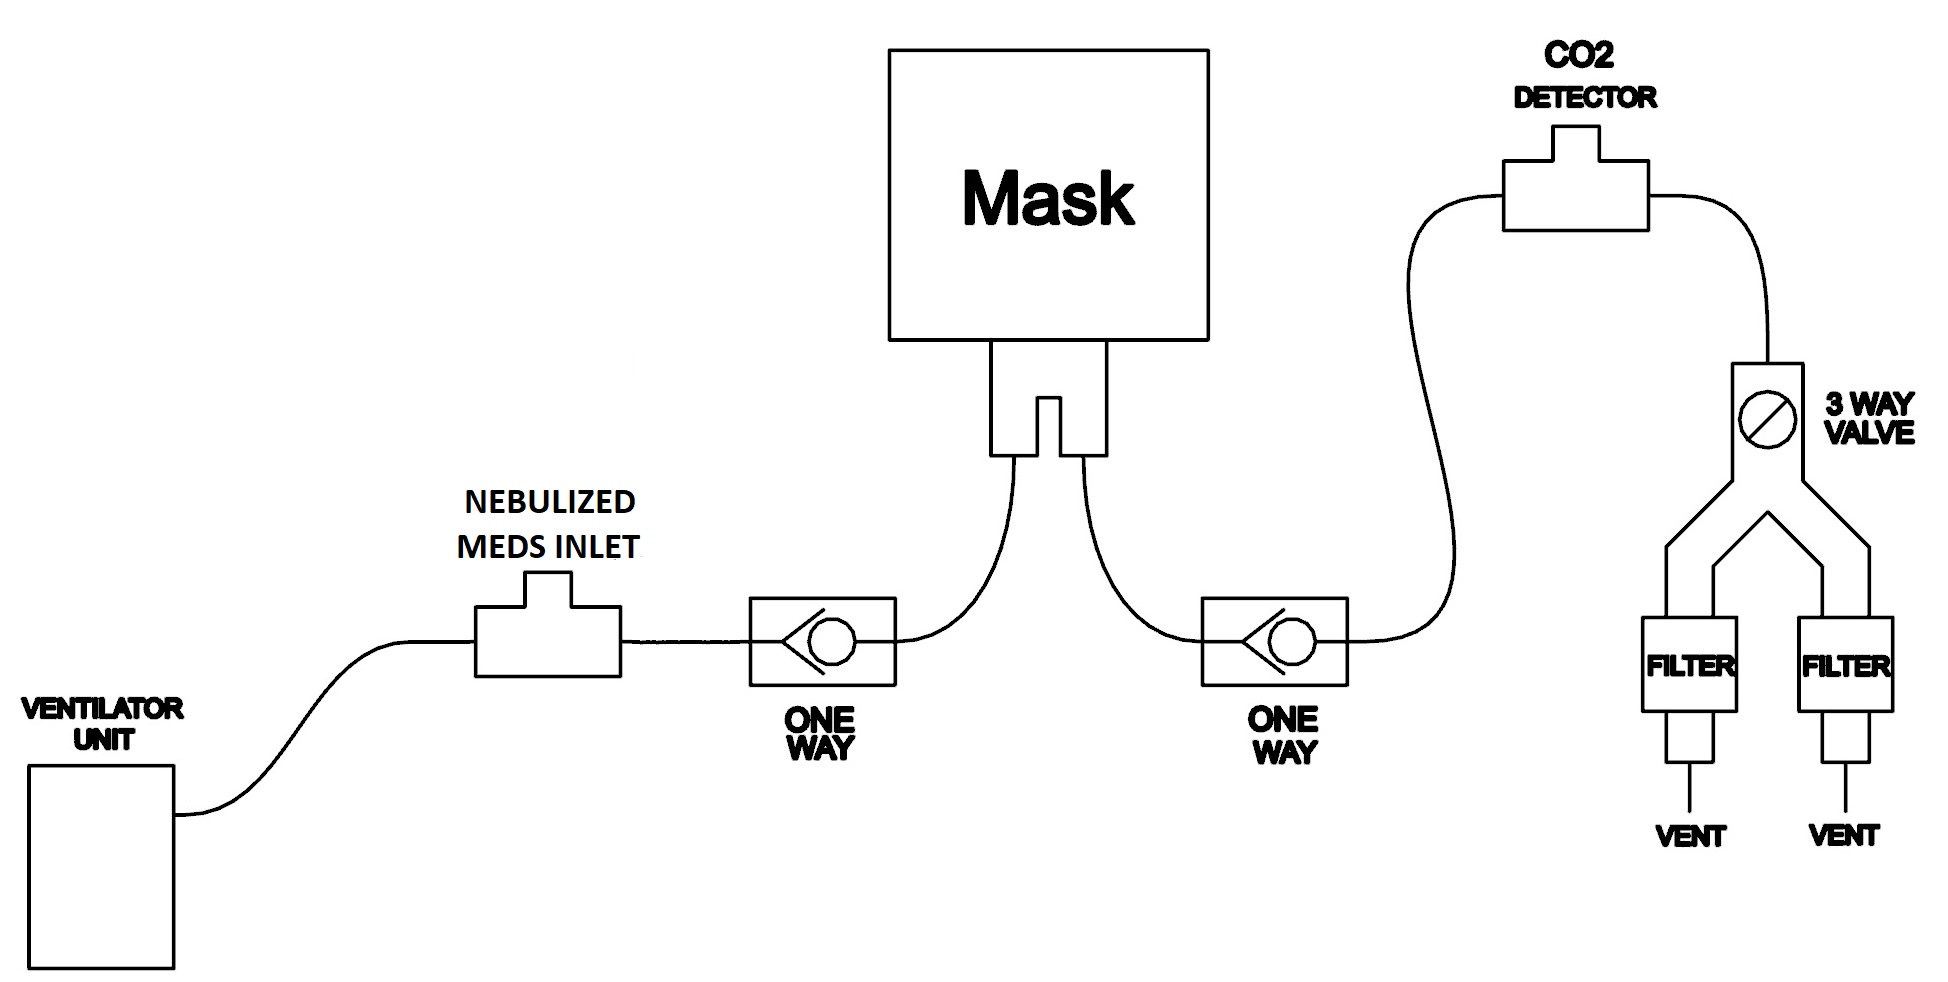 CO2
DETECTOR
Mask
3 WAY
VALVE
NEBULIZED
MEDS INLET
VENTILATOR
UNIT
ONE
WAY
ONE
WAY
FILTER
FILTER
VENT
VENT